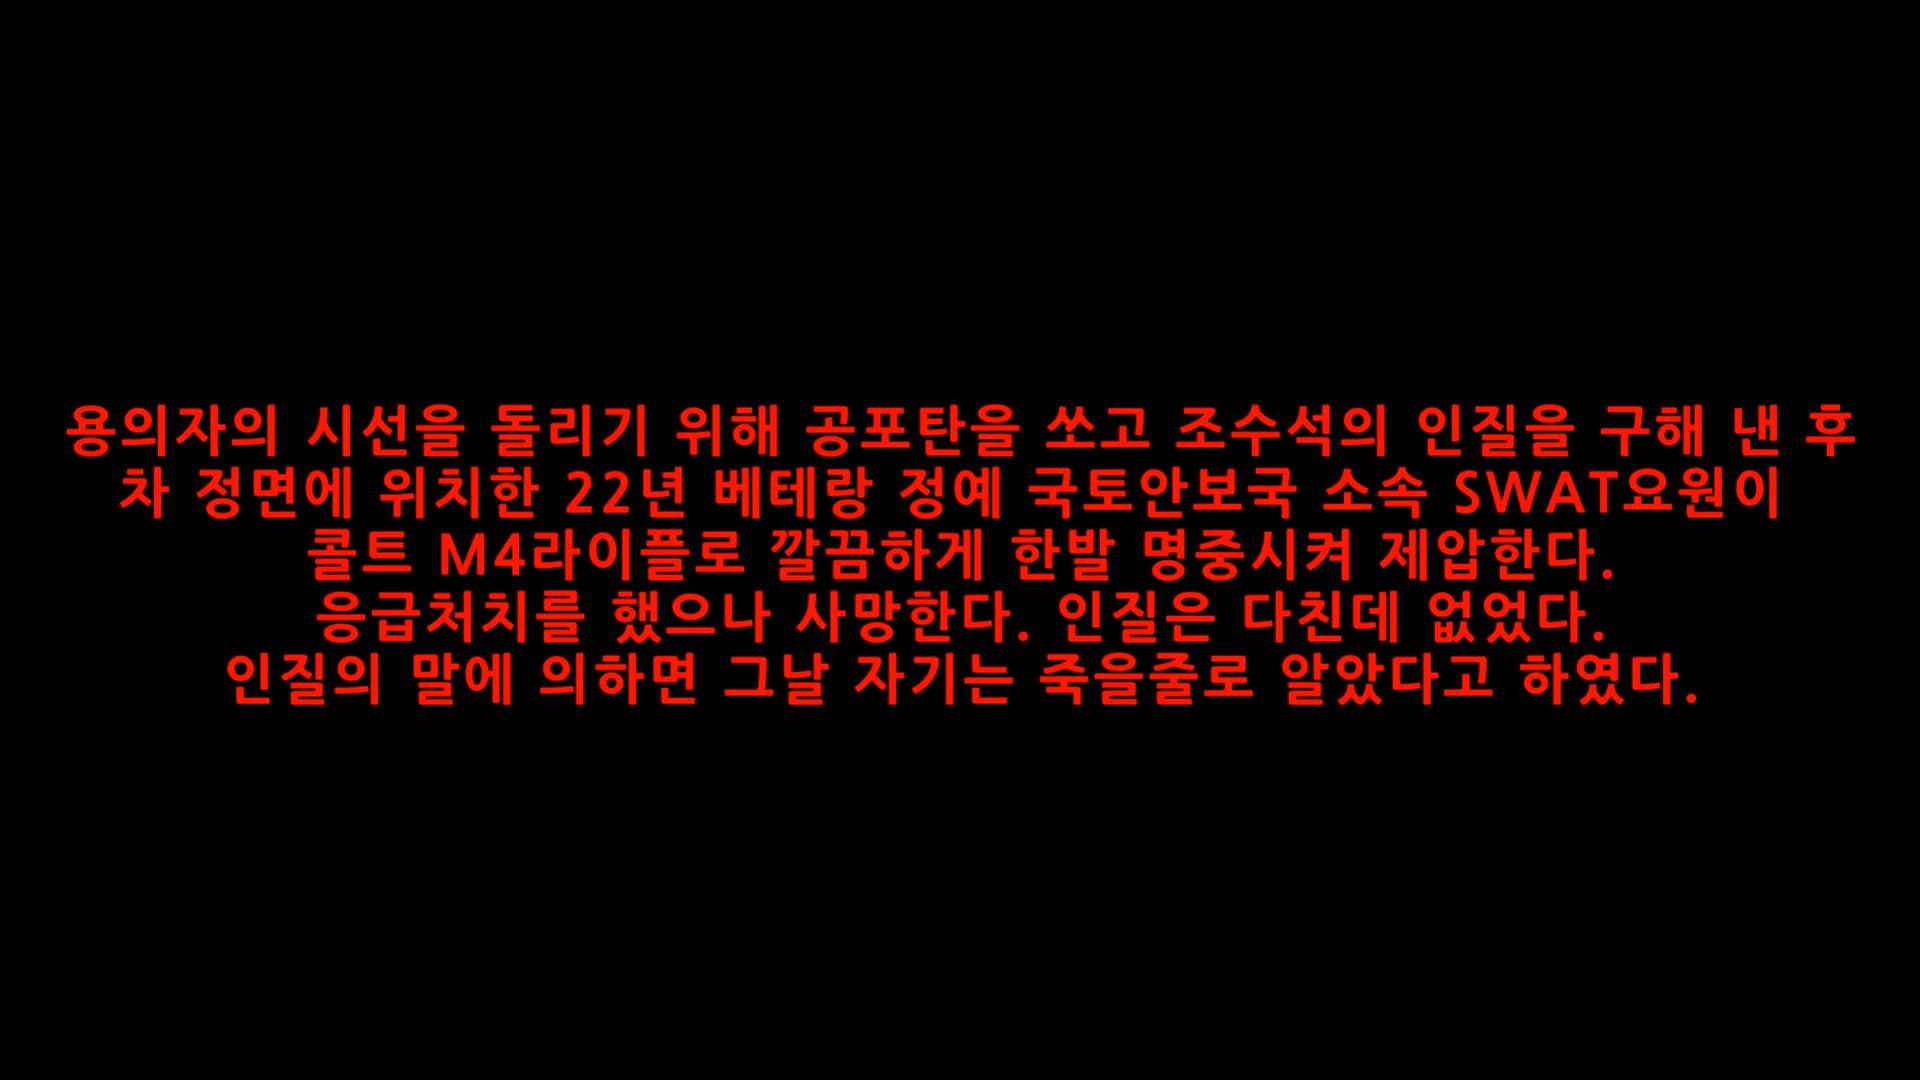 용의자의 시선을 돌리기 위해 공포탄을 쏘고 조수석의 인질을 구해 낸 후
차 정면에 위치한 22년 베테랑 정예 국토안보국 소속 SWAT요원이
콜트 M4라이플로 깔끔하게 한발 명중시켜 제압한다.
응급처치를 했으나 사망한다. 인질은 다친데 없었다.
인질의 말에 의하면 그날 자기는 죽을줄로 알았다고 하였다.